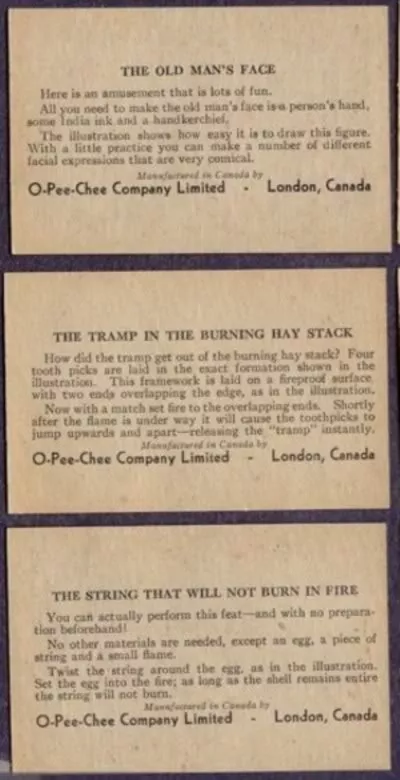 THE OLD MAN'S FACE
Here is an amusement that is lots of fun.
All you need to make the old man's face is a person's hand,
some India ink and a handkerchief.
The illustration shows how easy it is to draw this figure.
With a little practice you can make a number of different
facial expressions that are very comical.
Manufactured in Canada by
O-Pee-Chee Company Limited - London, Canada
THE TRAMP IN THE BURNING HAY STACK
How did the tramp get out of the burning hay stack? Four
tooth picks are laid in the exact formation shown in the
illustration. This framework is laid on a fireproof surface
with two ends overlapping the edge, as in the illustration.
Now with a match set fire to the overlapping ends. Shortly
after the flame is under way it will cause the toothpicks to
jump upwards and apart—releasing the "tramp" instantly.
Manufactured in Canada by
O-Pee-Chee Company Limited - London, Canada
THE STRING THAT WILL NOT BURN IN FIRE
You can actually perform this feat—and with no prepara-
tion beforehand!
No other materials are needed, except an egg, a piece of
string and a small flame.
Twist the string around the egg, as in the illustration.
Set the egg into the fire; as long as the shell remains entire
the string will not burn.
Manufactured in Canada by
O-Pee-Chee Company Limited - London, Canada